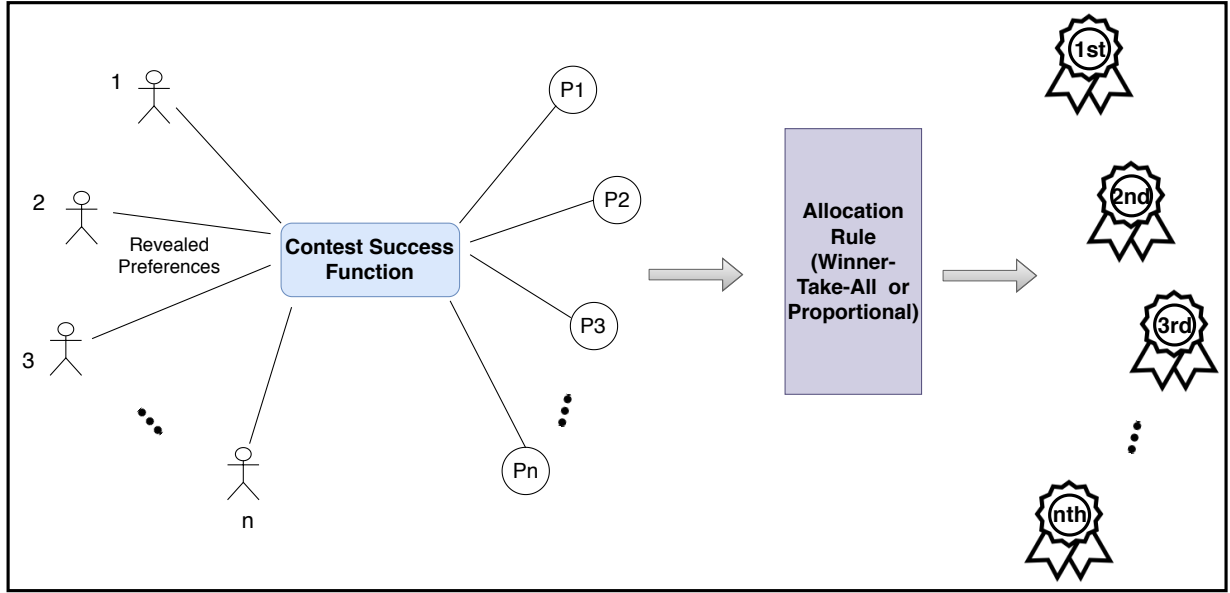 1
2
3
n
Revealed
Preferences
Contest Success
Function
P1
P2
P3
Pn
Allocation
Rule
(Winner-
Take-All or
Proportional)
1st
2nd
3rd
nth